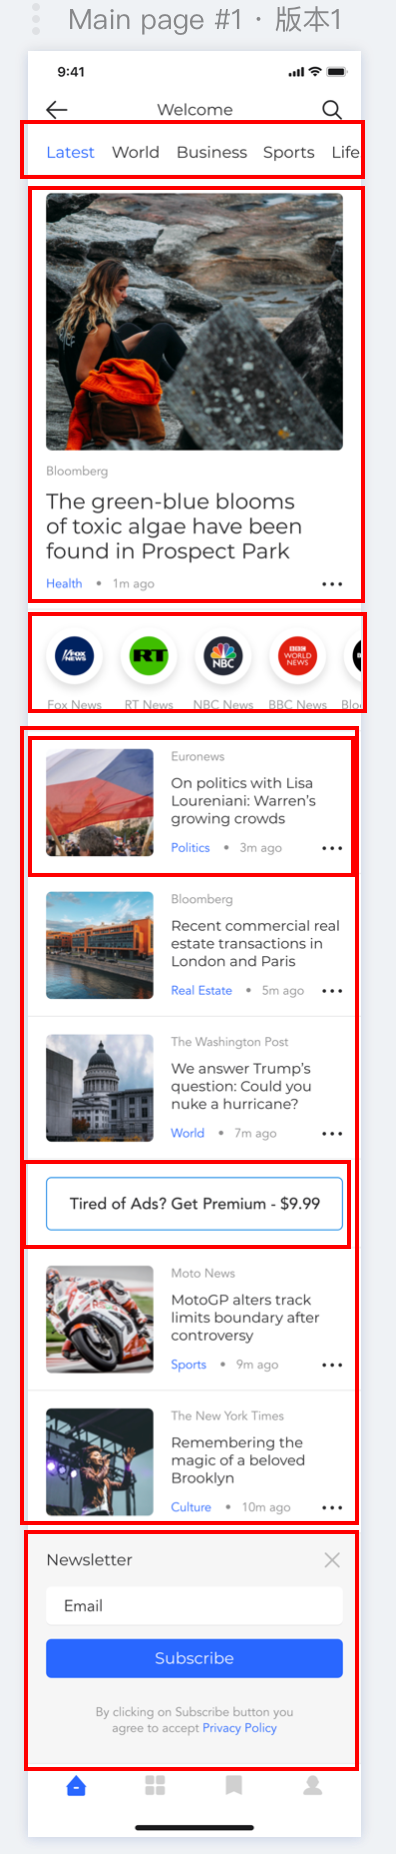 Main page #1 · 版本1
9:41
Welcome
Latest World Business Sports Life
Bloomberg
The green-blue blooms
of toxic algae have been
found in Prospect Park
Health • 1m ago
FOX NEWS RT NBC BBC WORLD NEWS
Fox News RT News NBC News BBC News Bloo
Euronews
On politics with Lisa
Loureniani: Warren's
growing crowds
Politics • 3m ago
Bloomberg
Recent commercial real
estate transactions in
London and Paris
Real Estate • 5m ago
The Washington Post
We answer Trump's
question: Could you
nuke a hurricane?
World • 7m ago
Tired of Ads? Get Premium - $9.99
Moto News
MotoGP alters track
limits boundary after
controversy
Sports • 9m ago
The New York Times
Remembering the
magic of a beloved
Brooklyn
Culture • 10m ago
Newsletter
Email
Subscribe
By clicking on Subscribe button you
agree to accept Privacy Policy